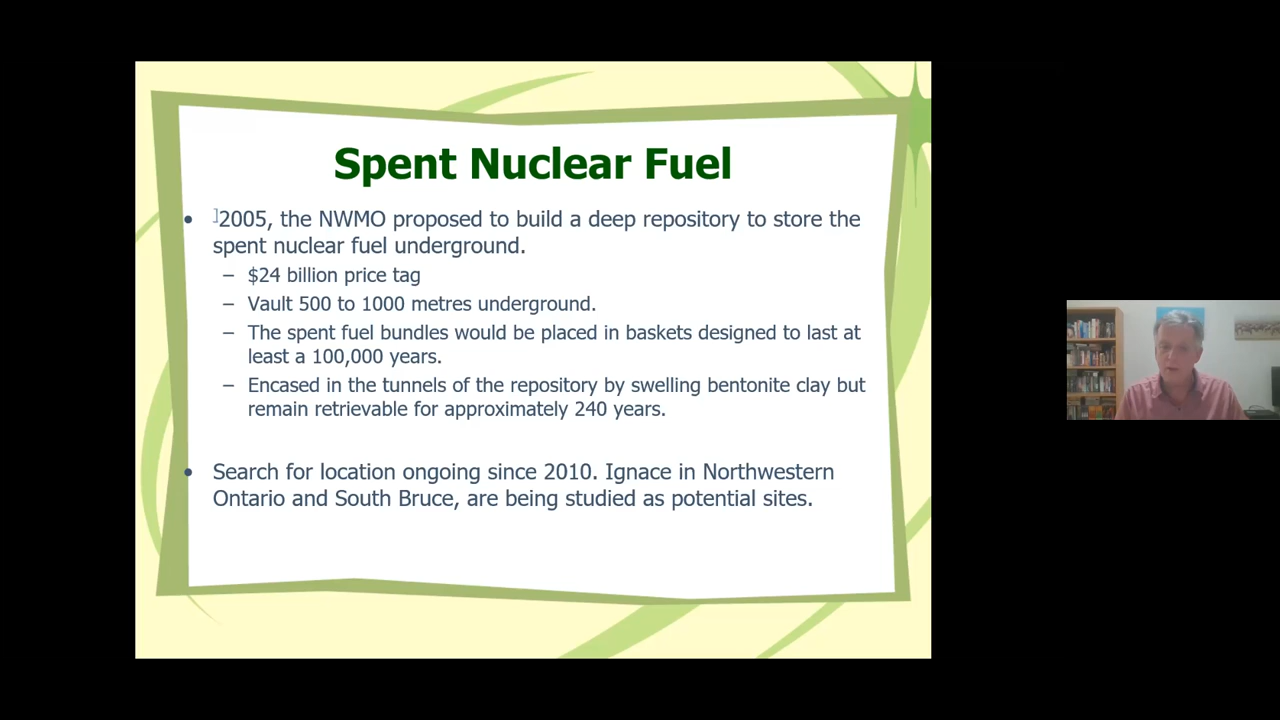 Spent Nuclear Fuel
• ]2005, the NWMO proposed to build a deep repository to store the
spent nuclear fuel underground.
– $24 billion price tag
– Vault 500 to 1000 metres underground.
– The spent fuel bundles would be placed in baskets designed to last at
least a 100,000 years.
– Encased in the tunnels of the repository by swelling bentonite clay but
remain retrievable for approximately 240 years.
• Search for location ongoing since 2010. Ignace in Northwestern
Ontario and South Bruce, are being studied as potential sites.